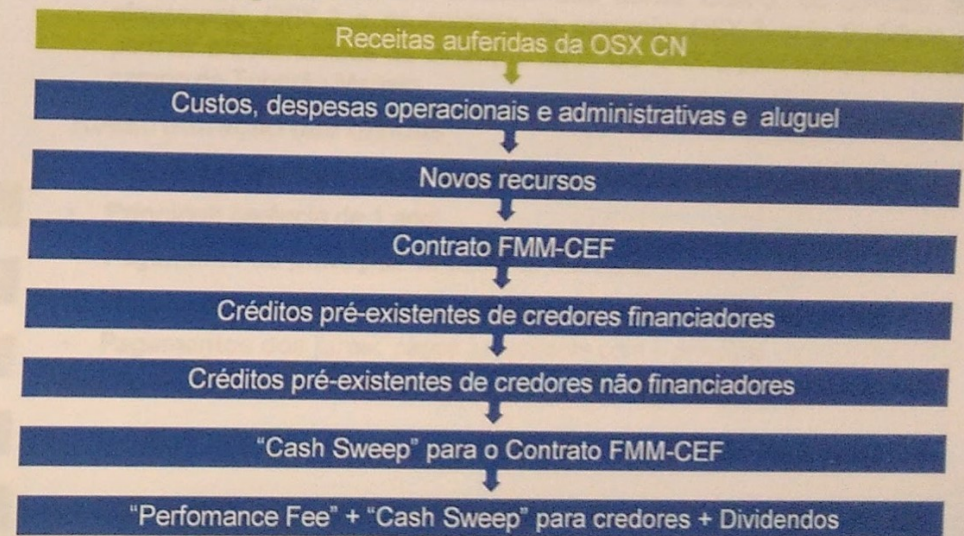 Receitas auferidas da OSX CN
Custos, despesas operacionais e administrativas e aluguel
Novos recursos
Contrato FMM-CEF
Créditos pré-existentes de credores financiadores
Créditos pré-existentes de credores não financiadores
“Cash Sweep” para o Contrato FMM-CEF
“Perfomance Fee” + “Cash Sweep” para credores + Dividendos